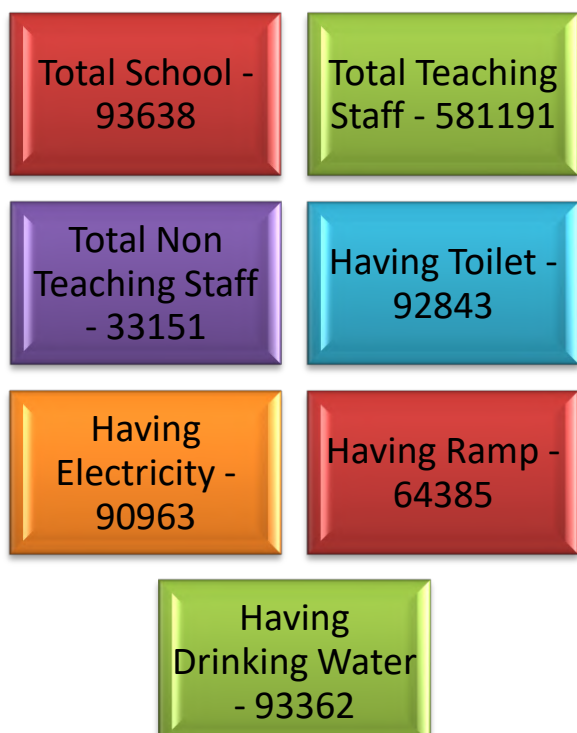 Total School -
93638
Total Teaching
Staff - 581191
Total Non
Teaching Staff
- 33151
Having Toilet -
92843
Having
Electricity -
90963
Having Ramp -
64385
Having
Drinking Water
- 93362